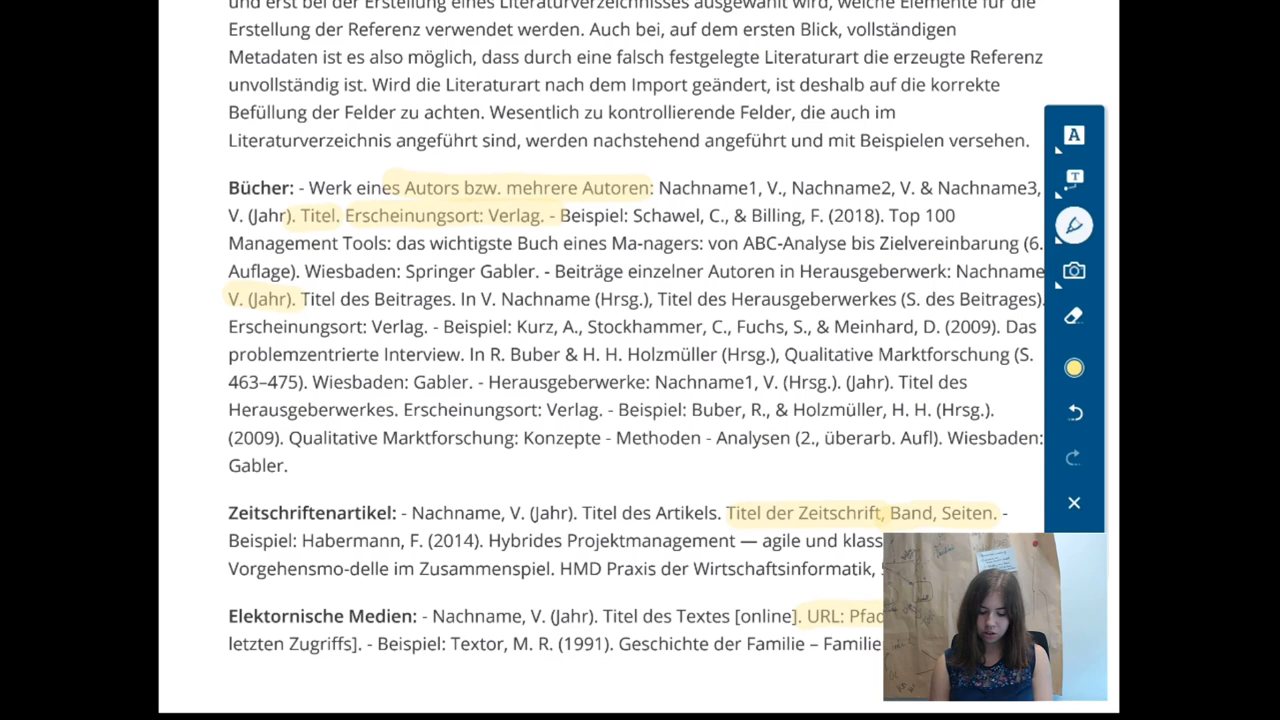 und erst bei der Erstellung eines Literaturverzeichnisses ausgewählt wird, welche Elemente für die
Erstellung der Referenz verwendet werden. Auch bei, auf dem ersten Blick, vollständigen
Metadaten ist es also möglich, dass durch eine falsch festgelegte Literaturart die erzeugte Referenz
unvollständig ist. Wird die Literaturart nach dem Import geändert, ist deshalb auf die korrekte
Befüllung der Felder zu achten. Wesentlich zu kontrollierende Felder, die auch im
Literaturverzeichnis angeführt sind, werden nachstehend angeführt und mit Beispielen versehen.
Bücher: - Werk eines Autors bzw. mehrere Autoren: Nachname1, V., Nachname2, V. & Nachname3,
V. (Jahr). Titel. Erscheinungsort: Verlag. - Beispiel: Schawel, C., & Billing, F. (2018). Top 100
Management Tools: das wichtigste Buch eines Ma-nagers: von ABC-Analyse bis Zielvereinbarung (6.
Auflage). Wiesbaden: Springer Gabler. - Beiträge einzelner Autoren in Herausgeberwerk: Nachname
V. (Jahr). Titel des Beitrages. In V. Nachname (Hrsg.), Titel des Herausgeberwerkes (S. des Beitrages).
Erscheinungsort: Verlag. - Beispiel: Kurz, A., Stockhammer, C., Fuchs, S., & Meinhard, D. (2009). Das
problemzentrierte Interview. In R. Buber & H. H. Holzmüller (Hrsg.), Qualitative Marktforschung (S.
463–475). Wiesbaden: Gabler. - Herausgeberwerke: Nachname1, V. (Hrsg.). (Jahr). Titel des
Herausgeberwerkes. Erscheinungsort: Verlag. - Beispiel: Buber, R., & Holzmüller, H. H. (Hrsg.).
(2009). Qualitative Marktforschung: Konzepte - Methoden - Analysen (2., überarb. Aufl). Wiesbaden:
Gabler.
Zeitschriftenartikel: - Nachname, V. (Jahr). Titel des Artikels. Titel der Zeitschrift, Band, Seiten. -
Beispiel: Habermann, F. (2014). Hybrides Projektmanagement — agile und klass
Vorgehensmo-delle im Zusammenspiel. HMD Praxis der Wirtschaftsinformatik,
Elektornische Medien: - Nachname, V. (Jahr). Titel des Textes [online]. URL: Pfad
letzten Zugriffs]. - Beispiel: Textor, M. R. (1991). Geschichte der Familie – Familie